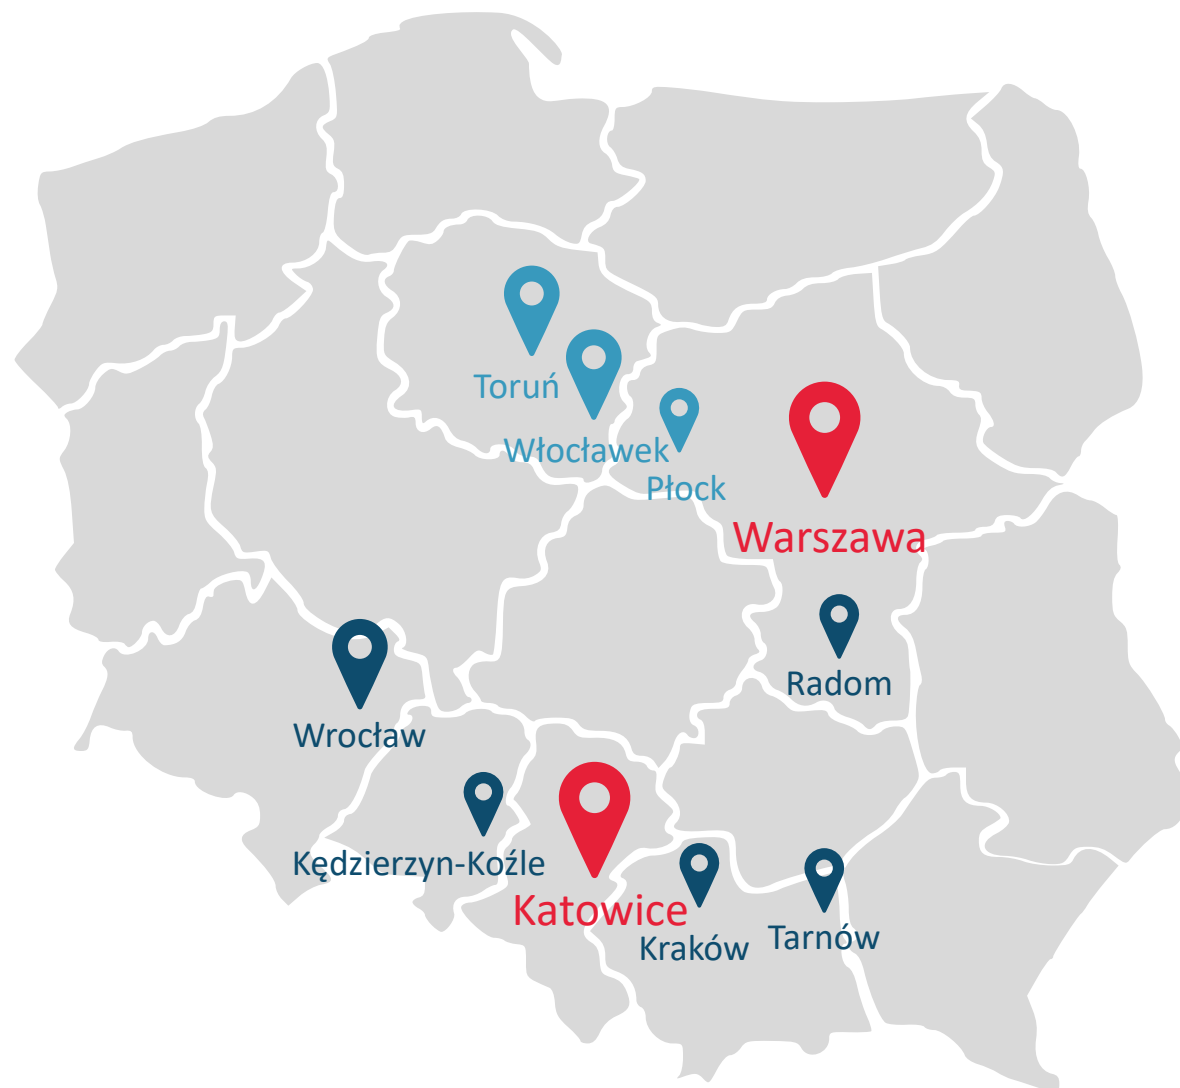 Toruń
Włocławek
Płock
Warszawa
Radom
Wrocław
Kędzierzyn-Koźle
Katowice
Kraków
Tarnów